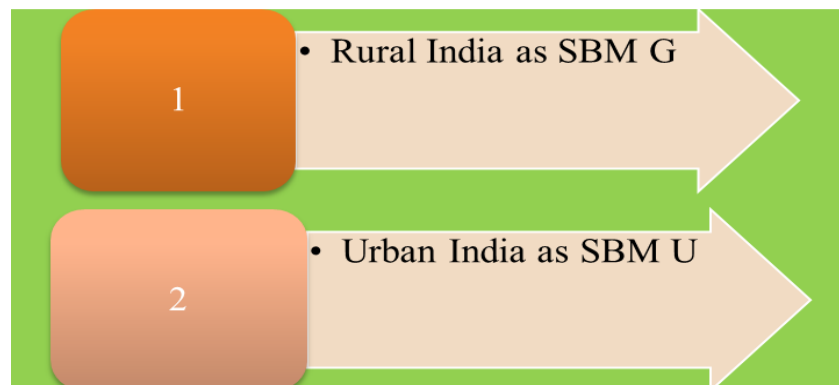 1
• Rural India as SBM G
2
• Urban India as SBM U